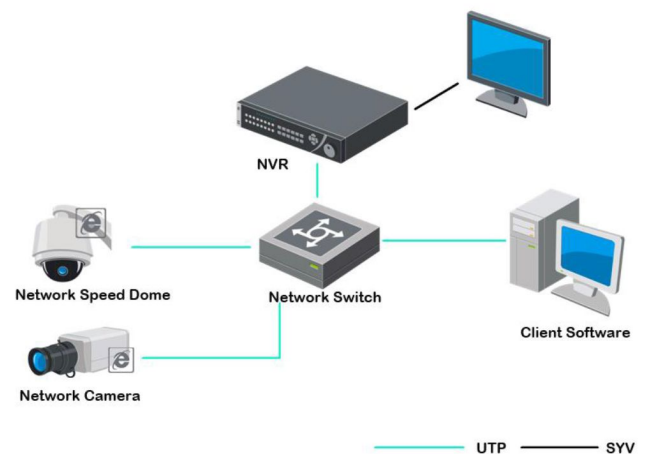 NVR
Network Speed Dome
Network Switch
Client Software
Network Camera
UTP
SYV